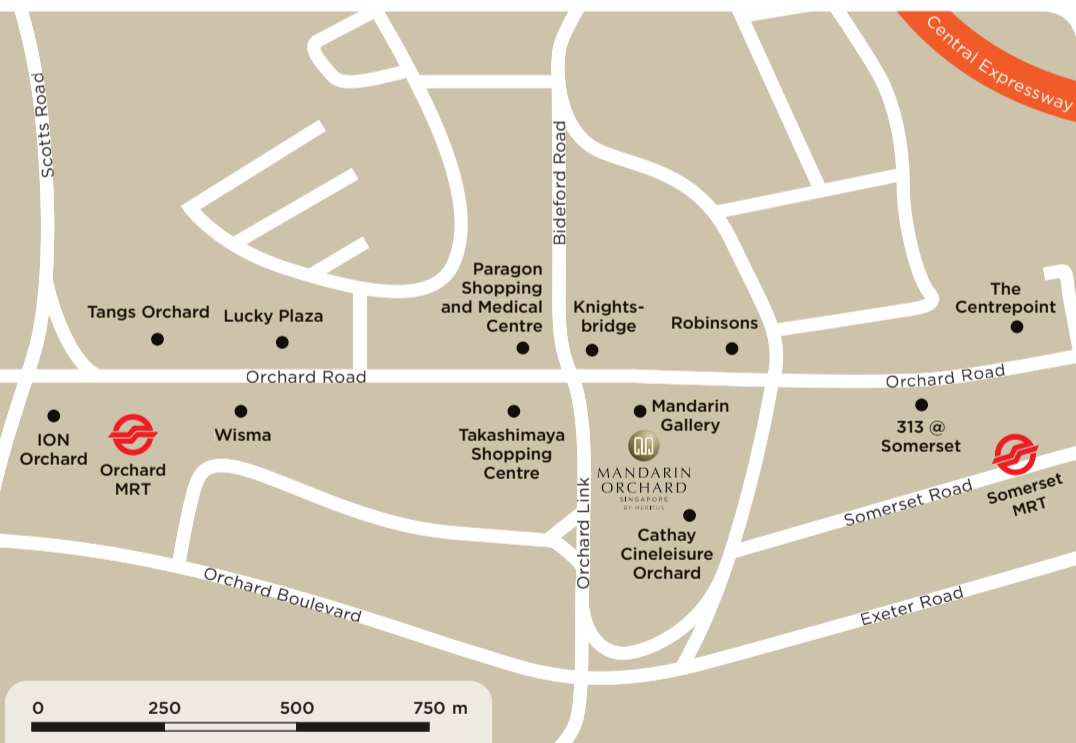 Central Expressway
Scotts Road
Bideford Road
Paragon
Shopping
and Medical
Centre
The
Centrepoint
Tangs Orchard
Lucky Plaza
Knights-
bridge
Robinsons
Orchard Road
Orchard Road
ION
Orchard
Orchard
MRT
Wisma
Takashimaya
Shopping
Centre
Mandarin
Gallery
MANDARIN
ORCHARD
SINGAPORE
BY MERITUS
313 @
Somerset
Somerset
MRT
Somerset Road
Orchard Link
Cathay
Cineleisure
Orchard
Orchard Boulevard
Exeter Road
0 250 500 750 m